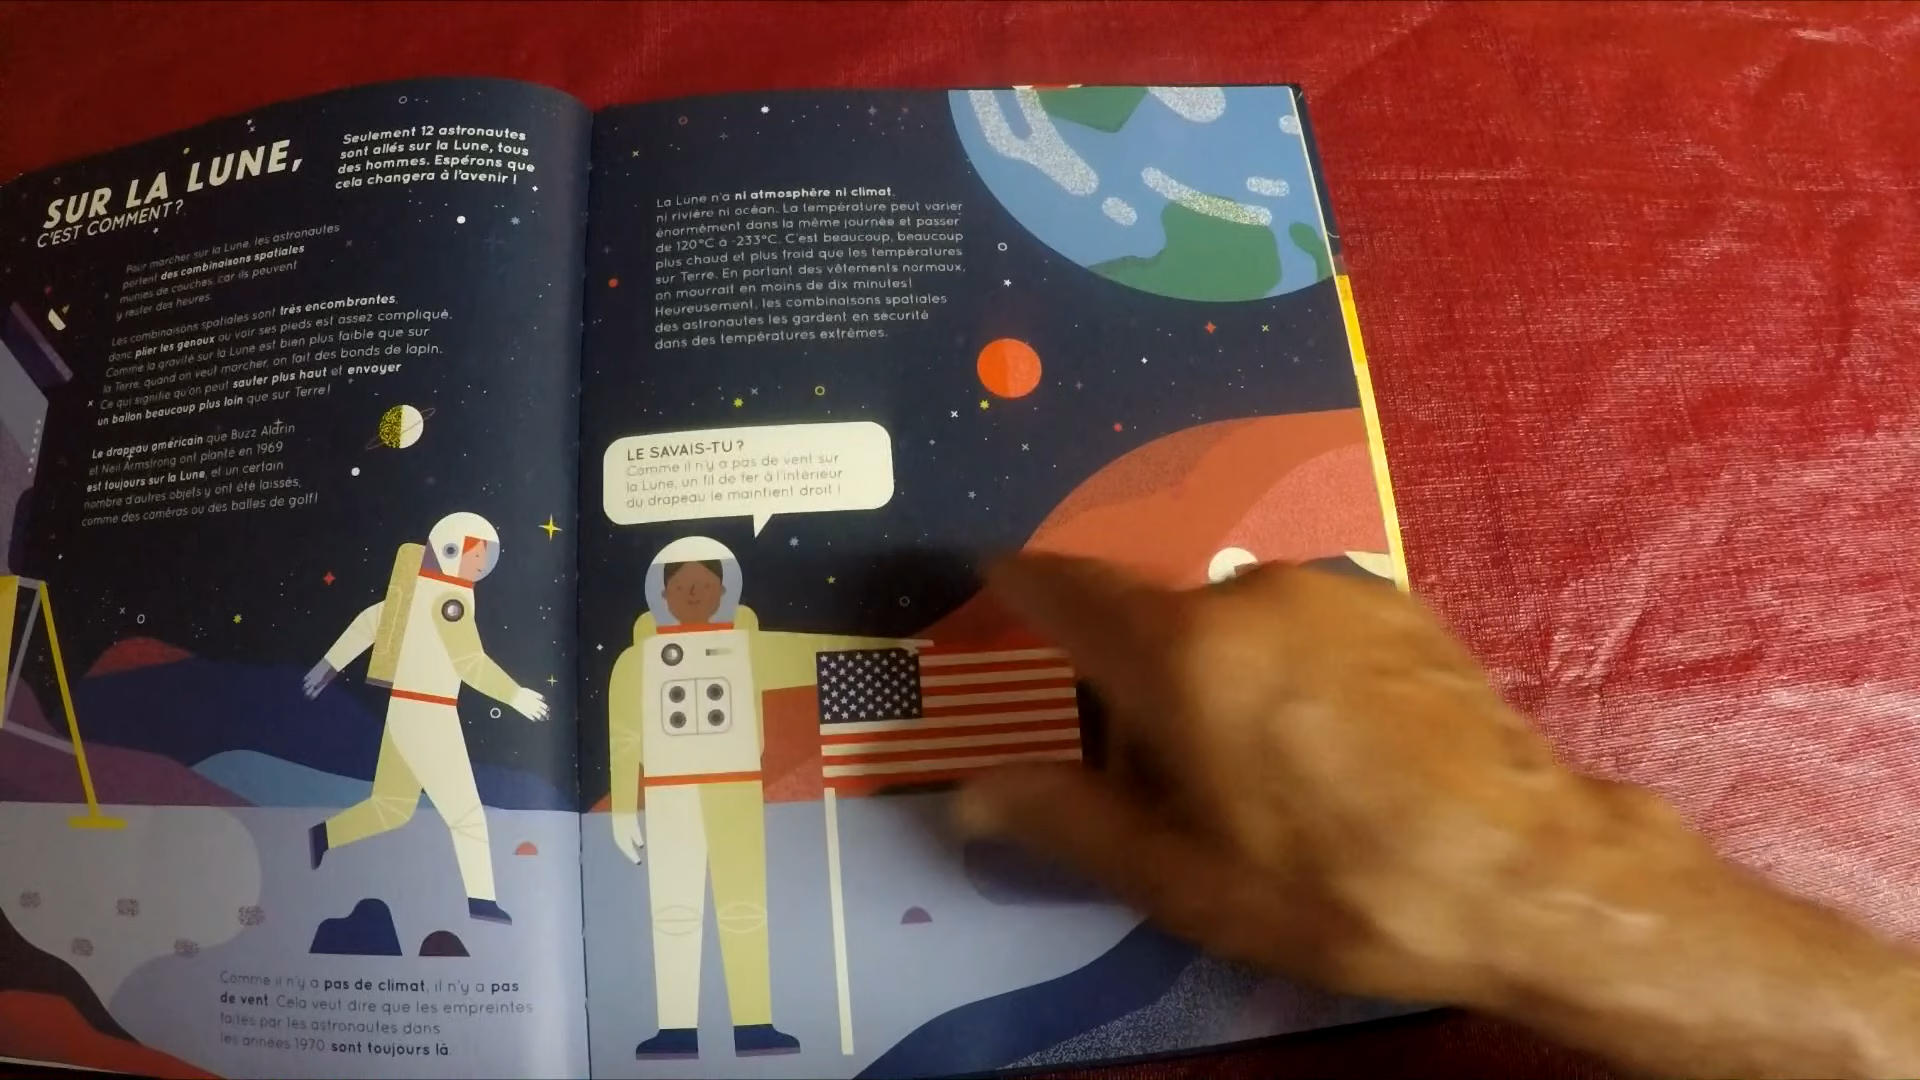 SUR LA LUNE,
C'EST COMMENT ?
Seulement 12 astronautes
sont allés sur la Lune, tous
des hommes. Espérons que
cela changera à l'avenir !
Pour marcher sur la Lune, les astronautes
portent des combinaisons spatiales
munies de couches, car ils peuvent
y rester des heures.
Les combinaisons spatiales sont très encombrantes,
donc plier les genoux ou voir ses pieds est assez compliqué.
Comme la gravité sur la Lune est bien plus faible que sur
la Terre, quand on veut marcher, on fait des bonds de lapin.
Ce qui signifie qu'on peut sauter plus haut et envoyer
un ballon beaucoup plus loin que sur Terre !
Le drapeau américain que Buzz Aldrin
et Neil Armstrong ont planté en 1969
est toujours sur la Lune, et un certain
nombre d'autres objets y ont été laissés,
comme des caméras ou des balles de golf !
Comme il n'y a pas de climat, il n'y a pas
de vent. Cela veut dire que les empreintes
faites par les astronautes dans
les années 1970 sont toujours là.
La Lune n'a ni atmosphère ni climat,
ni rivière ni océan. La température peut varier
énormément dans la même journée et passer
de 120°C à -233°C. C'est beaucoup, beaucoup
plus chaud et plus froid que les températures
sur Terre. En portant des vêtements normaux,
on mourrait en moins de dix minutes !
Heureusement, les combinaisons spatiales
des astronautes les gardent en sécurité
dans des températures extrêmes.
LE SAVAIS-TU ?
Comme il n'y a pas de vent sur
la Lune, un fil de fer à l'intérieur
du drapeau le maintient droit !